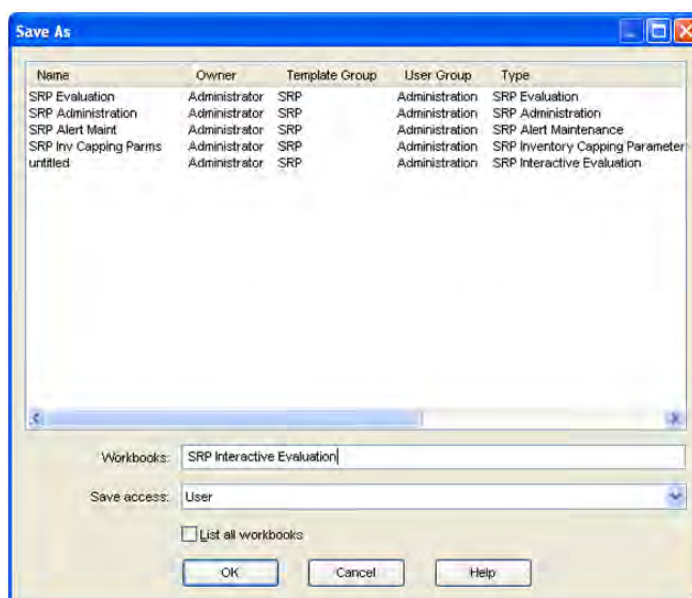 Save As
Name Owner Template Group User Group Type
SRP Evaluation Administrator SRP Administration SRP Evaluation
SRP Administration Administrator SRP Administration SRP Administration
SRP Alert Maint Administrator SRP Administration SRP Alert Maintenance
SRP Inv Capping Parms Administrator SRP Administration SRP Inventory Capping Parameter
untitled Administrator SRP Administration SRP Interactive Evaluation
Workbooks: SRP Interactive Evaluation
Save access: User
List all workbooks
OK Cancel Help